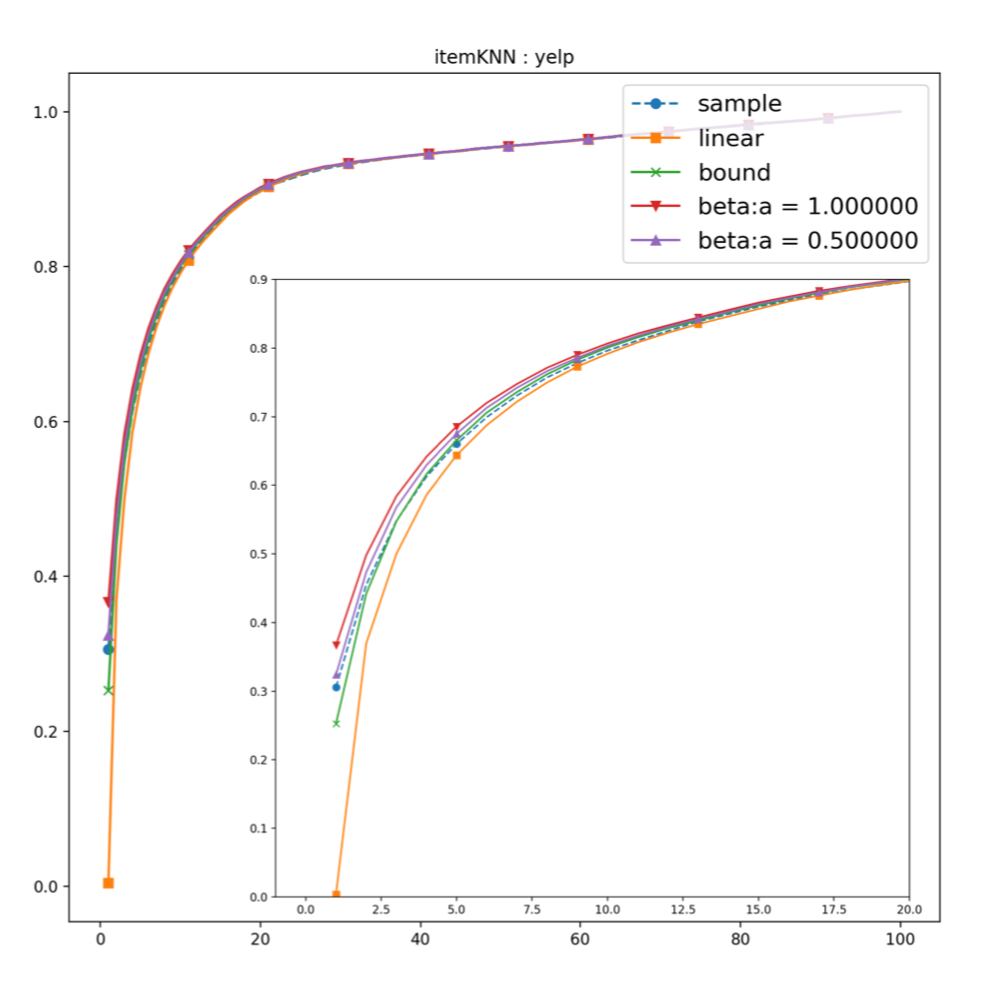 itemKNN : yelp
1.0
0.8
0.6
0.4
0.2
0.0
sample
linear
bound
beta:a = 1.000000
beta:a = 0.500000
0.9
0.8
0.7
0.6
0.5
0.4
0.3
0.2
0.1
0.0
0.0 2.5 5.0 7.5 10.0 12.5 15.0 17.5 20.0
0 20 40 60 80 100